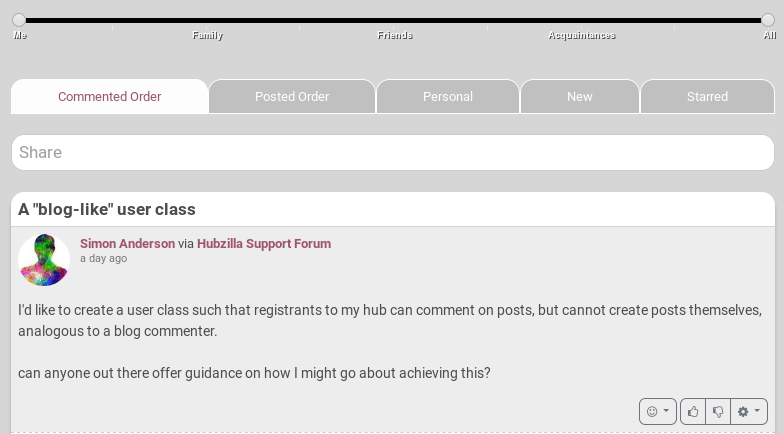 Me Family Friends Acquaintances All
Commented Order Posted Order Personal New Starred
Share
A "blog-like" user class
Simon Anderson via Hubzilla Support Forum
a day ago
I'd like to create a user class such that registrants to my hub can comment on posts, but cannot create posts themselves,
analogous to a blog commenter.
can anyone out there offer guidance on how I might go about achieving this?